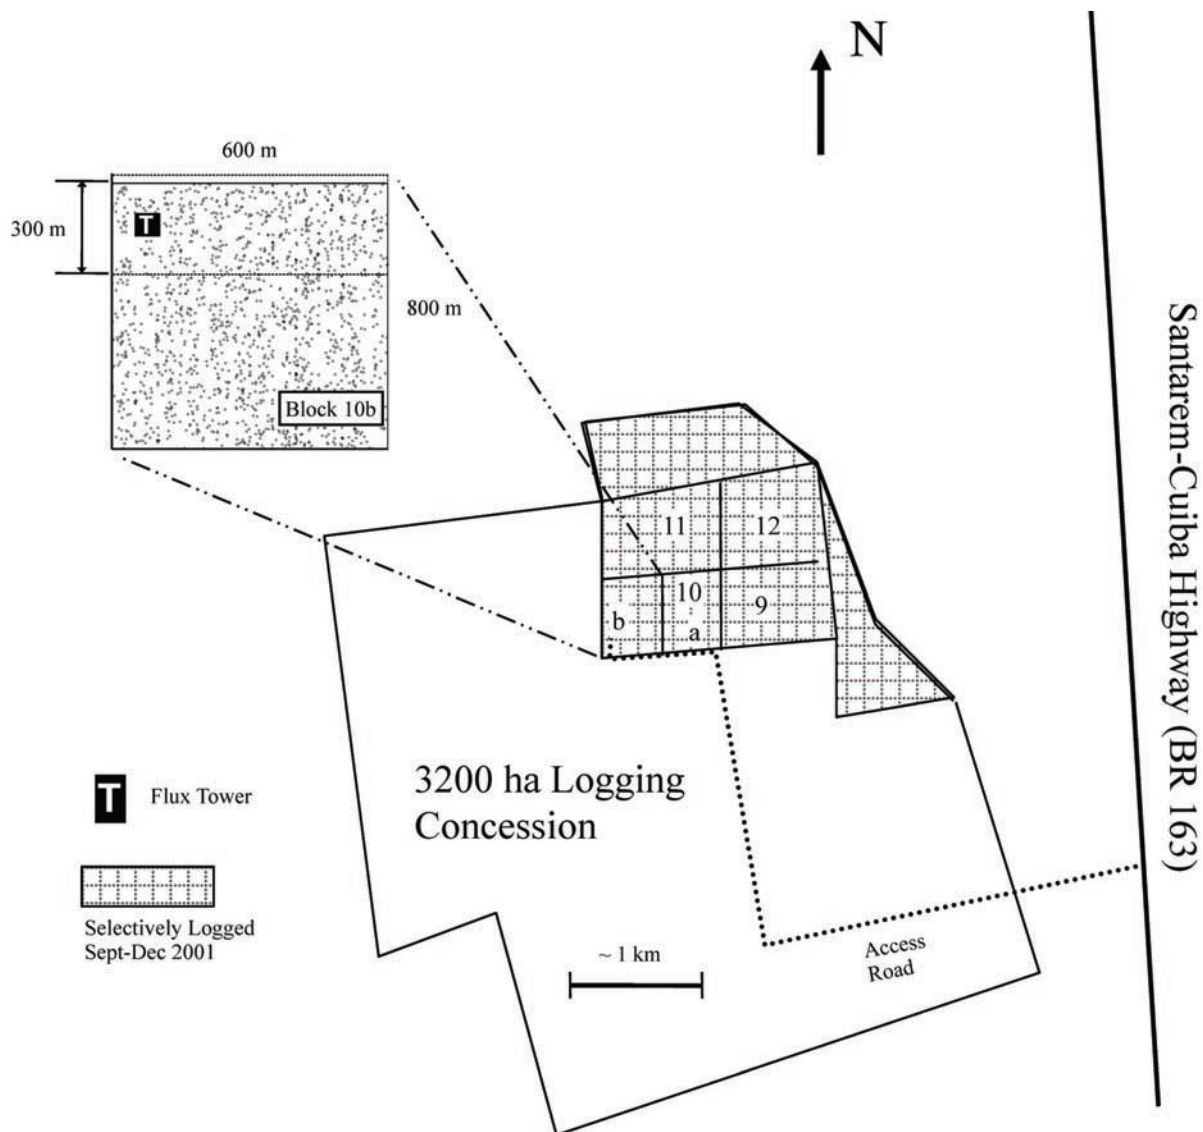 N
600 m
300 m
T
800 m
Block 10b
Santarem-Cuiba Highway (BR 163)
11
12
10
9
b
a
3200 ha Logging
Concession
T
Flux Tower
Selectively Logged
Sept-Dec 2001
~ 1 km
Access
Road